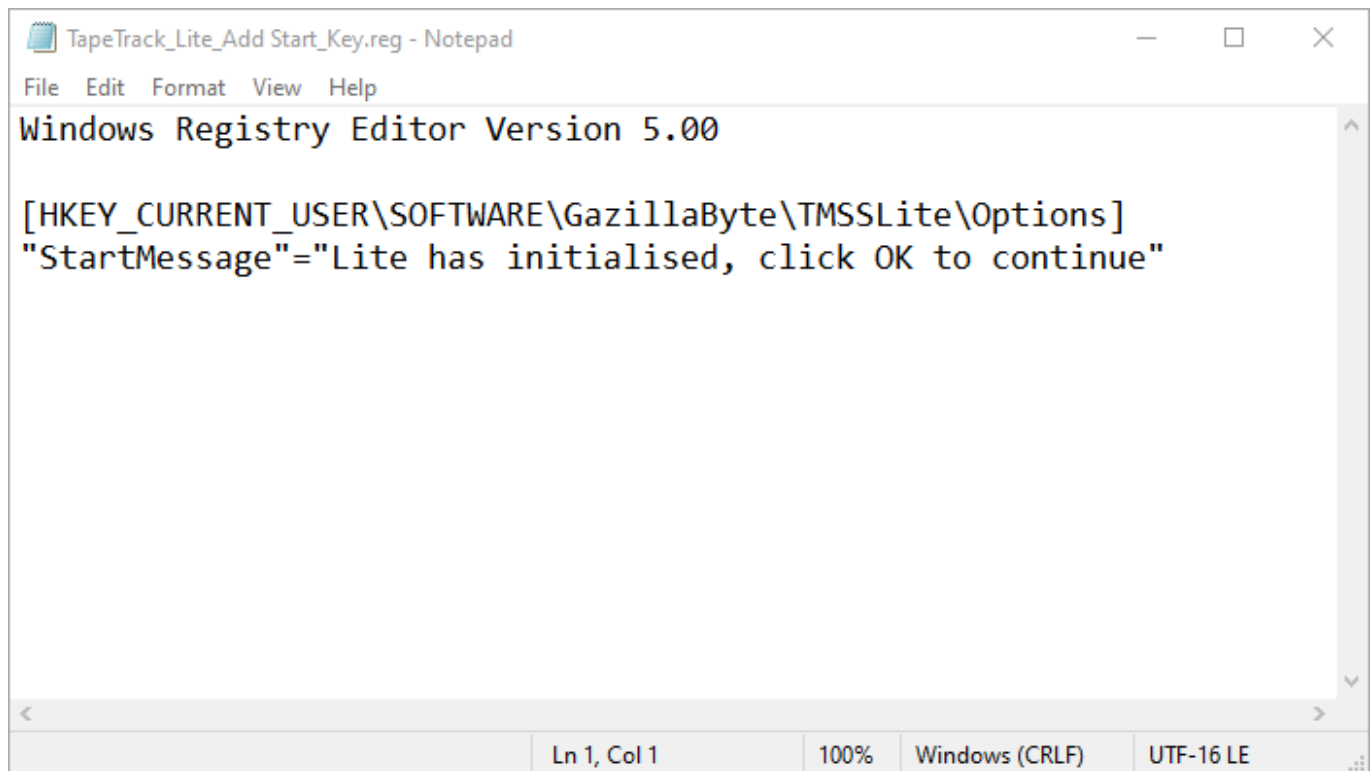 TapeTrack_Lite_Add Start_Key.reg - Notepad
File Edit Format View Help
Windows Registry Editor Version 5.00
[HKEY_CURRENT_USER\SOFTWARE\GazillaByte\TMSSLite\Options]
"StartMessage"="Lite has initialised, click OK to continue"
Ln 1, Col 1 100% Windows (CRLF) UTF-16 LE